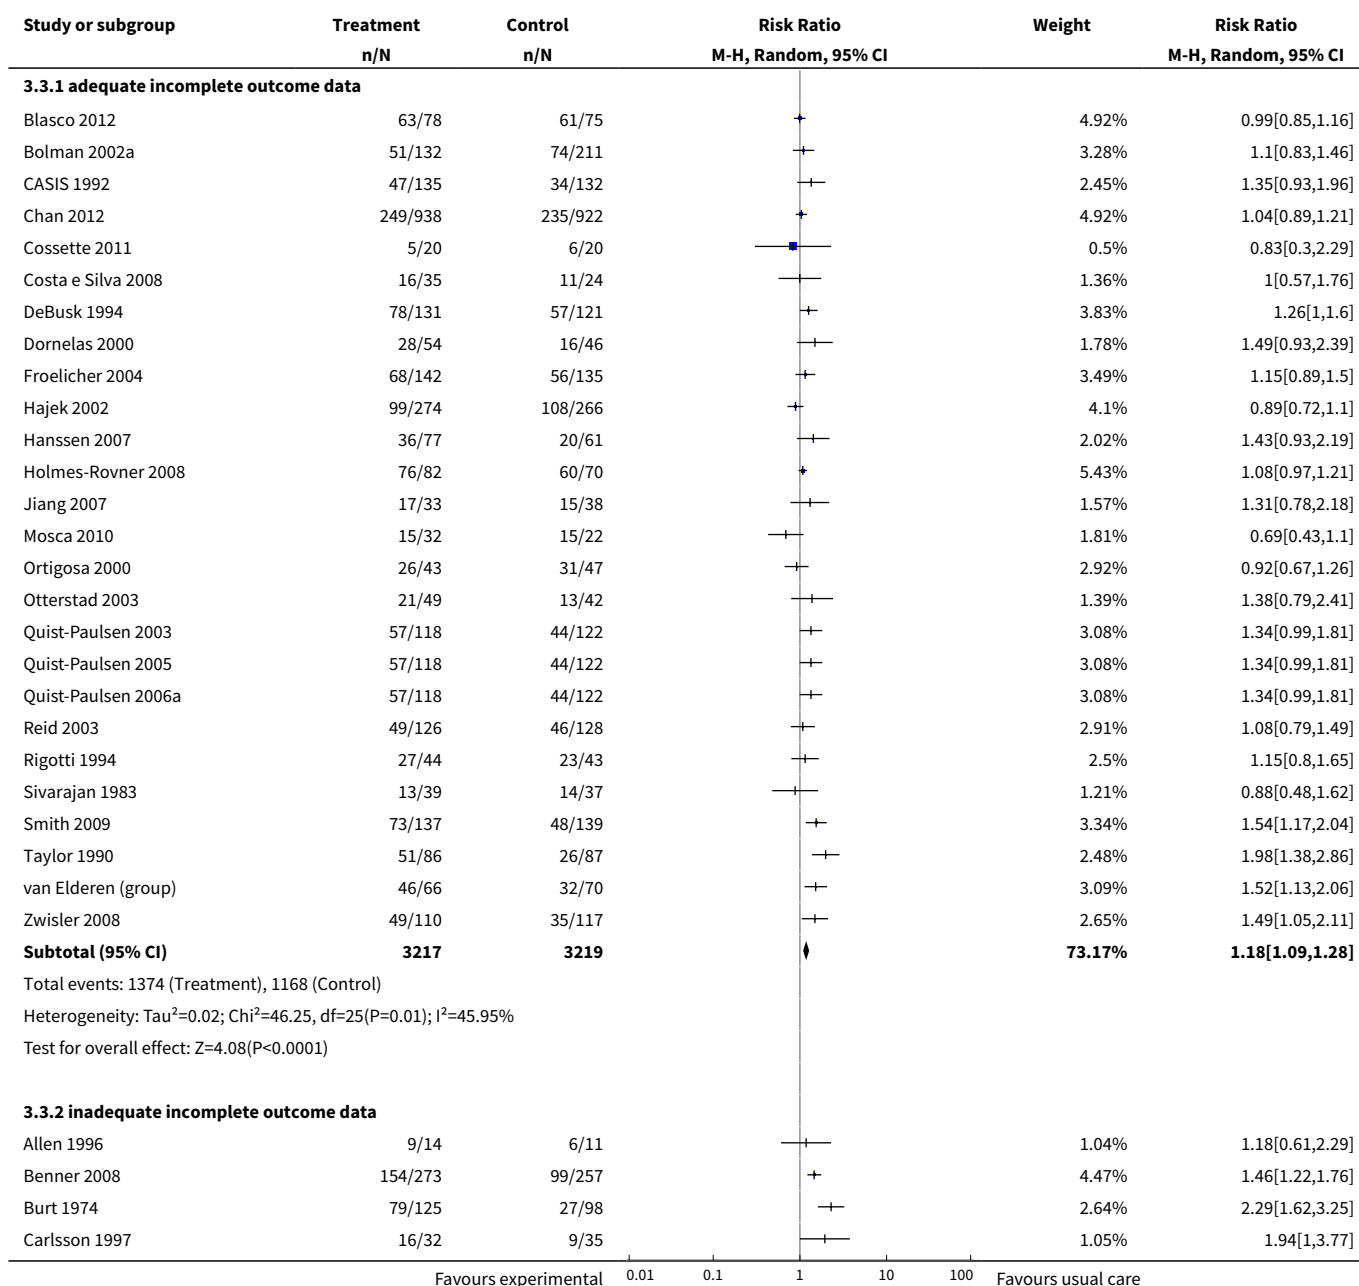 Study or subgroup Treatment Control Risk Ratio Weight Risk Ratio
n/N n/N M-H, Random, 95% CI M-H, Random, 95% CI
3.3.1 adequate incomplete outcome data
Blasco 2012 63/78 61/75 4.92% 0.99[0.85,1.16]
Bolman 2002a 51/132 74/211 3.28% 1.1[0.83,1.46]
CASIS 1992 47/135 34/132 2.45% 1.35[0.93,1.96]
Chan 2012 249/938 235/922 4.92% 1.04[0.89,1.21]
Cossette 2011 5/20 6/20 0.5% 0.83[0.3,2.29]
Costa e Silva 2008 16/35 11/24 1.36% 1[0.57,1.76]
DeBusk 1994 78/131 57/121 3.83% 1.26[1,1.6]
Dornelas 2000 28/54 16/46 1.78% 1.49[0.93,2.39]
Froelicher 2004 68/142 56/135 3.49% 1.15[0.89,1.5]
Hajek 2002 99/274 108/266 4.1% 0.89[0.72,1.1]
Hanssen 2007 36/77 20/61 2.02% 1.43[0.93,2.19]
Holmes-Rovner 2008 76/82 60/70 5.43% 1.08[0.97,1.21]
Jiang 2007 17/33 15/38 1.57% 1.31[0.78,2.18]
Mosca 2010 15/32 15/22 1.81% 0.69[0.43,1.1]
Ortigosa 2000 26/43 31/47 2.92% 0.92[0.67,1.26]
Otterstad 2003 21/49 13/42 1.39% 1.38[0.79,2.41]
Quist-Paulsen 2003 57/118 44/122 3.08% 1.34[0.99,1.81]
Quist-Paulsen 2005 57/118 44/122 3.08% 1.34[0.99,1.81]
Quist-Paulsen 2006a 57/118 44/122 3.08% 1.34[0.99,1.81]
Reid 2003 49/126 46/128 2.91% 1.08[0.79,1.49]
Rigotti 1994 27/44 23/43 2.5% 1.15[0.8,1.65]
Sivarajan 1983 13/39 14/37 1.21% 0.88[0.48,1.62]
Smith 2009 73/137 48/139 3.34% 1.54[1.17,2.04]
Taylor 1990 51/86 26/87 2.48% 1.98[1.38,2.86]
van Elderen (group) 46/66 32/70 3.09% 1.52[1.13,2.06]
Zwisler 2008 49/110 35/117 2.65% 1.49[1.05,2.11]
Subtotal (95% CI) 3217 3219 73.17% 1.18[1.09,1.28]
Total events: 1374 (Treatment), 1168 (Control)
Heterogeneity: Tau²=0.02; Chi²=46.25, df=25(P=0.01); I²=45.95%
Test for overall effect: Z=4.08(P<0.0001)
3.3.2 inadequate incomplete outcome data
Allen 1996 9/14 6/11 1.04% 1.18[0.61,2.29]
Benner 2008 154/273 99/257 4.47% 1.46[1.22,1.76]
Burt 1974 79/125 27/98 2.64% 2.29[1.62,3.25]
Carlsson 1997 16/32 9/35 1.05% 1.94[1,3.77]
Favours experimental 0.01 0.1 1 10 100 Favours usual care